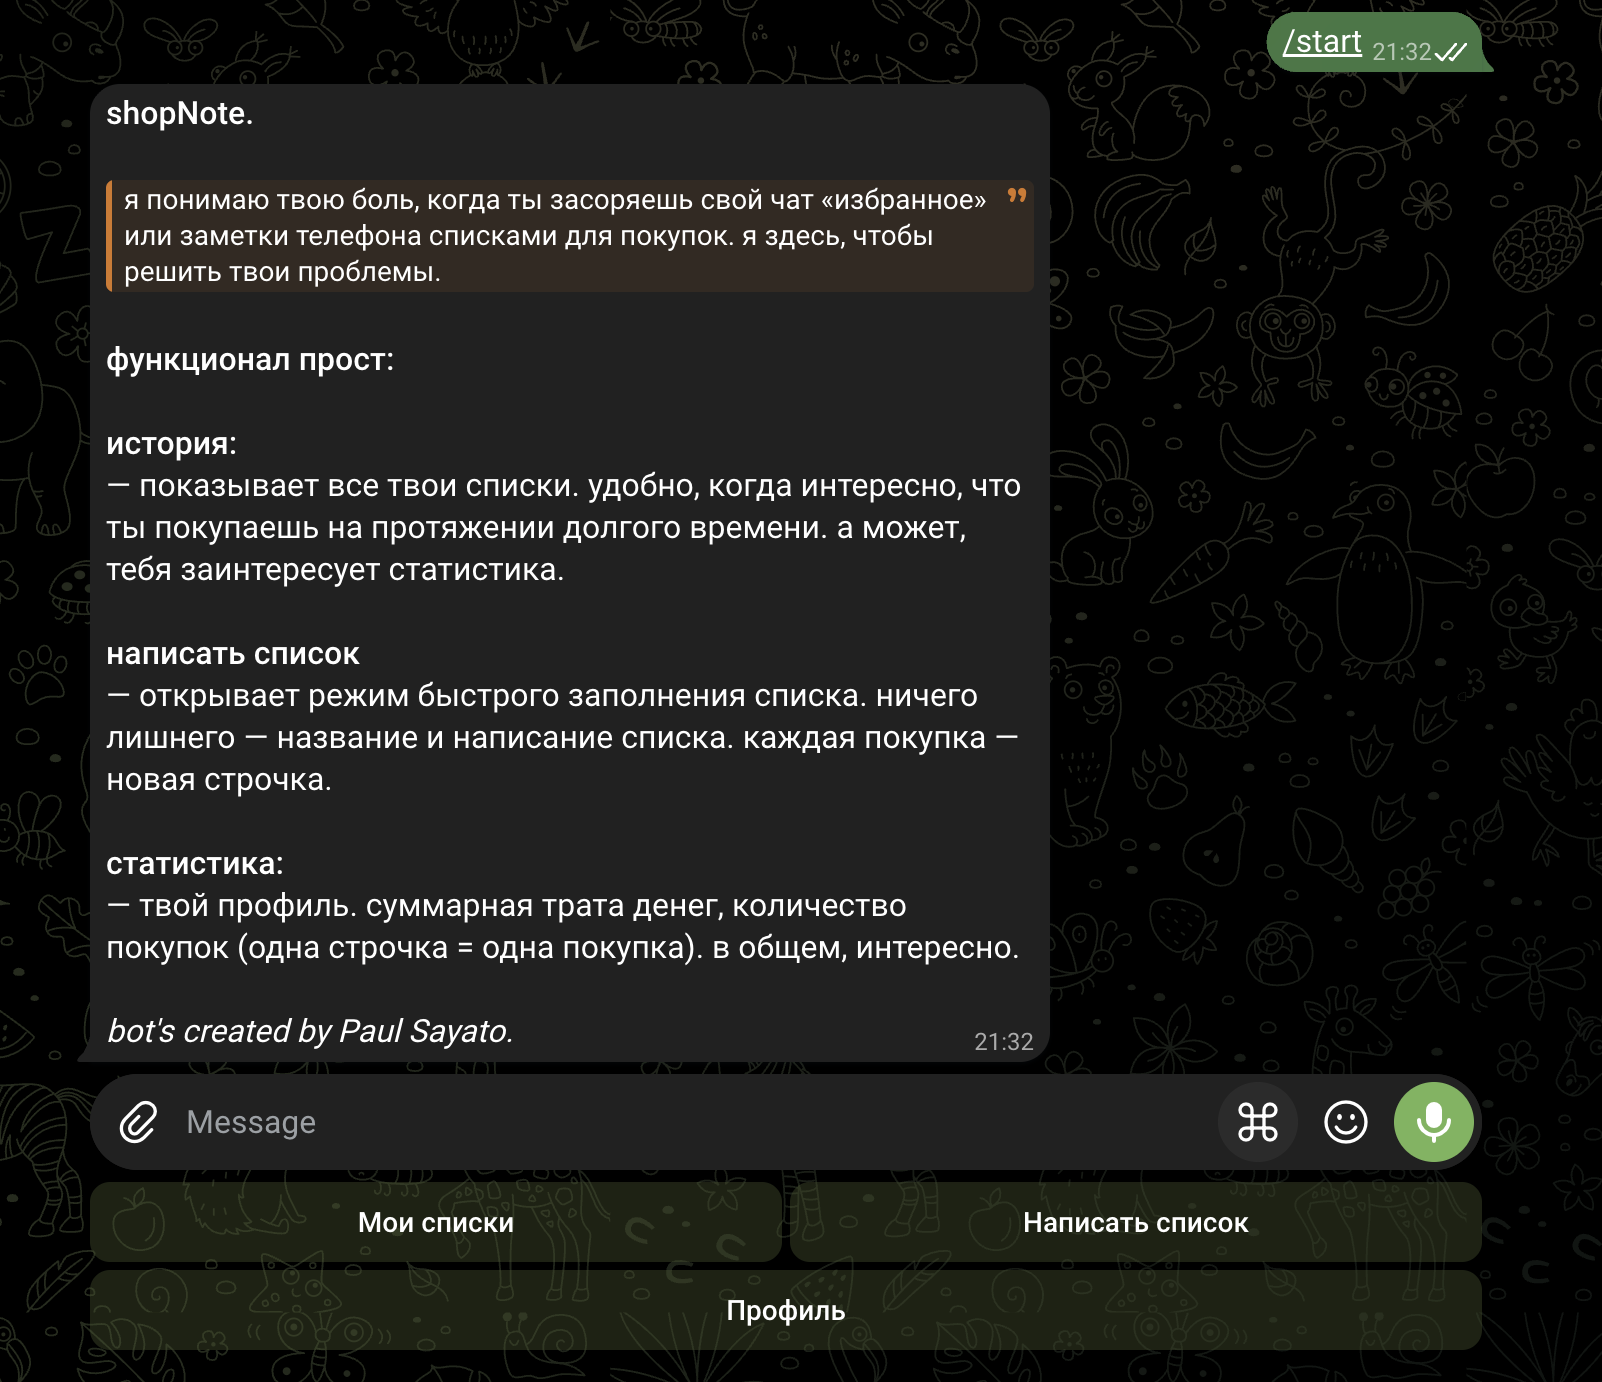 /start 21:32
shopNote.
я понимаю твою боль, когда ты засоряешь свой чат «избранное»
или заметки телефона списками для покупок. я здесь, чтобы
решить твои проблемы.
функционал прост:
история:
— показывает все твои списки. удобно, когда интересно, что
ты покупаешь на протяжении долгого времени. а может,
тебя заинтересует статистика.
написать список
— открывает режим быстрого заполнения списка. ничего
лишнего — название и написание списка. каждая покупка —
новая строчка.
статистика:
— твой профиль. суммарная трата денег, количество
покупок (одна строчка = одна покупка). в общем, интересно.
bot's created by Paul Sayato.
21:32
Message
Мои списки
Написать список
Профиль